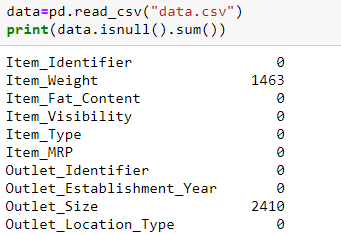 data=pd.read_csv("data.csv")
print(data.isnull().sum())
Item_Identifier 0
Item_Weight 1463
Item_Fat_Content 0
Item_Visibility 0
Item_Type 0
Item_MRP 0
Outlet_Identifier 0
Outlet_Establishment_Year 0
Outlet_Size 2410
Outlet_Location_Type 0